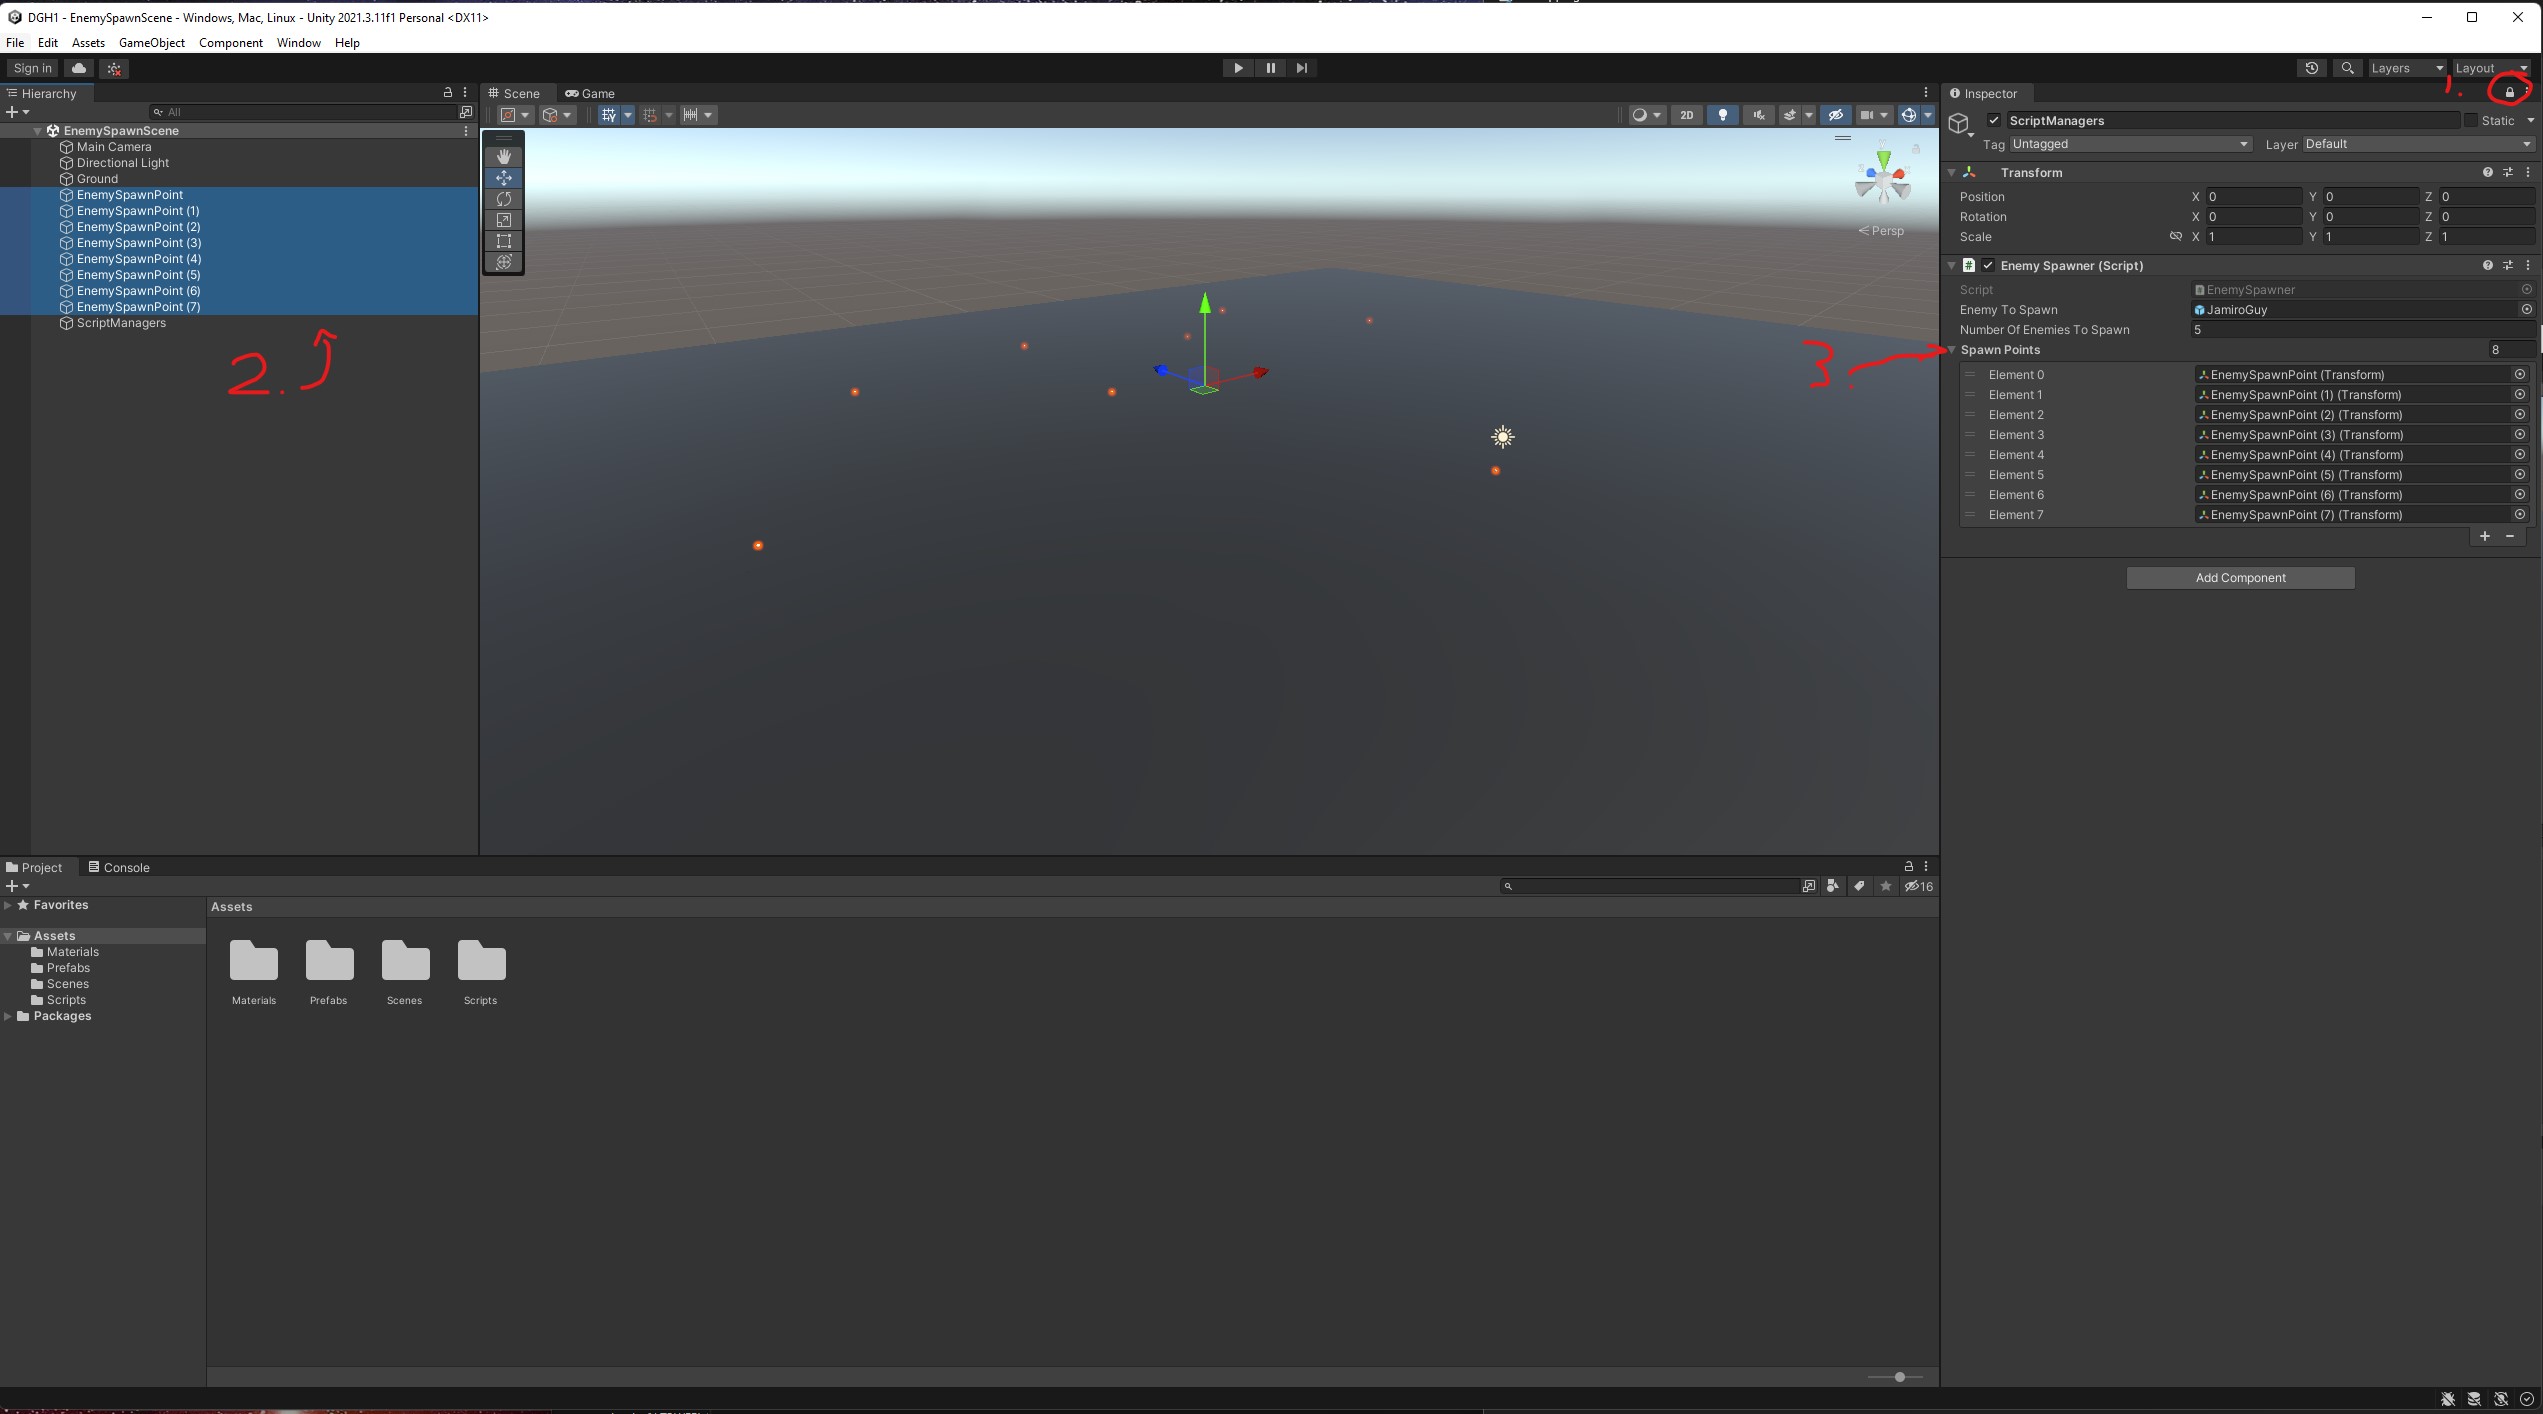 DGH1 - EnemySpawnScene - Windows, Mac, Linux - Unity 2021.3.11f1 Personal <DX11>
File Edit Assets GameObject Component Window Help
Sign in
Layers Layout
1.
Hierarchy
All
EnemySpawnScene
Main Camera
Directional Light
Ground
EnemySpawnPoint
EnemySpawnPoint (1)
EnemySpawnPoint (2)
EnemySpawnPoint (3)
EnemySpawnPoint (4)
EnemySpawnPoint (5)
EnemySpawnPoint (6)
EnemySpawnPoint (7)
ScriptManagers
2.
Scene Game
2D
Y
Persp
3.
Inspector
ScriptManagers Static
Tag Untagged Layer Default
Transform
Position X 0 Y 0 Z 0
Rotation X 0 Y 0 Z 0
Scale X 1 Y 1 Z 1
# Enemy Spawner (Script)
Script EnemySpawner
Enemy To Spawn JamiroGuy
Number Of Enemies To Spawn 5
Spawn Points 8
Element 0 EnemySpawnPoint (Transform)
Element 1 EnemySpawnPoint (1) (Transform)
Element 2 EnemySpawnPoint (2) (Transform)
Element 3 EnemySpawnPoint (3) (Transform)
Element 4 EnemySpawnPoint (4) (Transform)
Element 5 EnemySpawnPoint (5) (Transform)
Element 6 EnemySpawnPoint (6) (Transform)
Element 7 EnemySpawnPoint (7) (Transform)
Add Component
Project Console
16
Favorites
Assets
Materials
Prefabs
Scenes
Scripts
Packages
Assets
Materials Prefabs Scenes Scripts